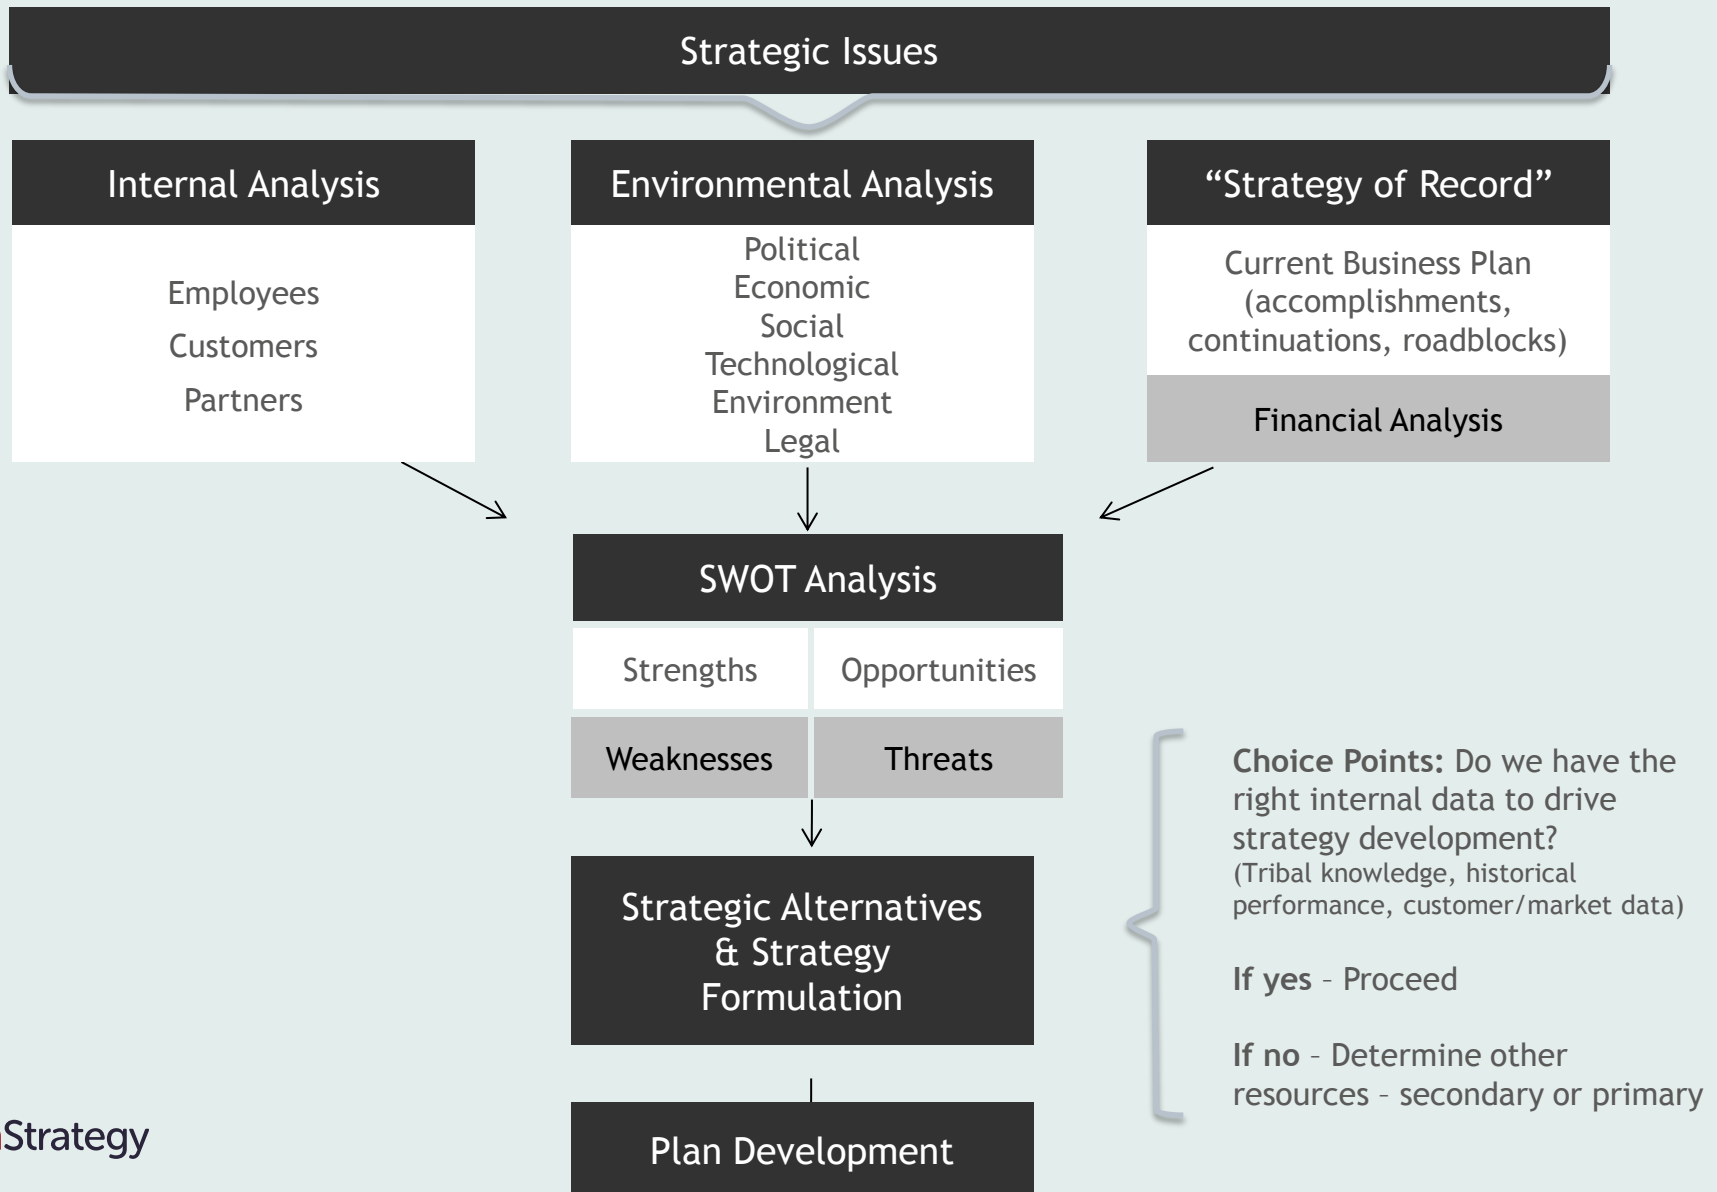 Strategic Issues
Internal Analysis
Employees
Customers
Partners
Environmental Analysis
Political
Economic
Social
Technological
Environment
Legal
“Strategy of Record”
Current Business Plan
(accomplishments,
continuations, roadblocks)
Financial Analysis
SWOT Analysis
Strengths
Opportunities
Weaknesses
Threats
Strategic Alternatives
& Strategy
Formulation
Choice Points: Do we have the
right internal data to drive
strategy development?
(Tribal knowledge, historical
performance, customer/market data)
If yes – Proceed
If no – Determine other
resources – secondary or primary
Plan Development
Strategy